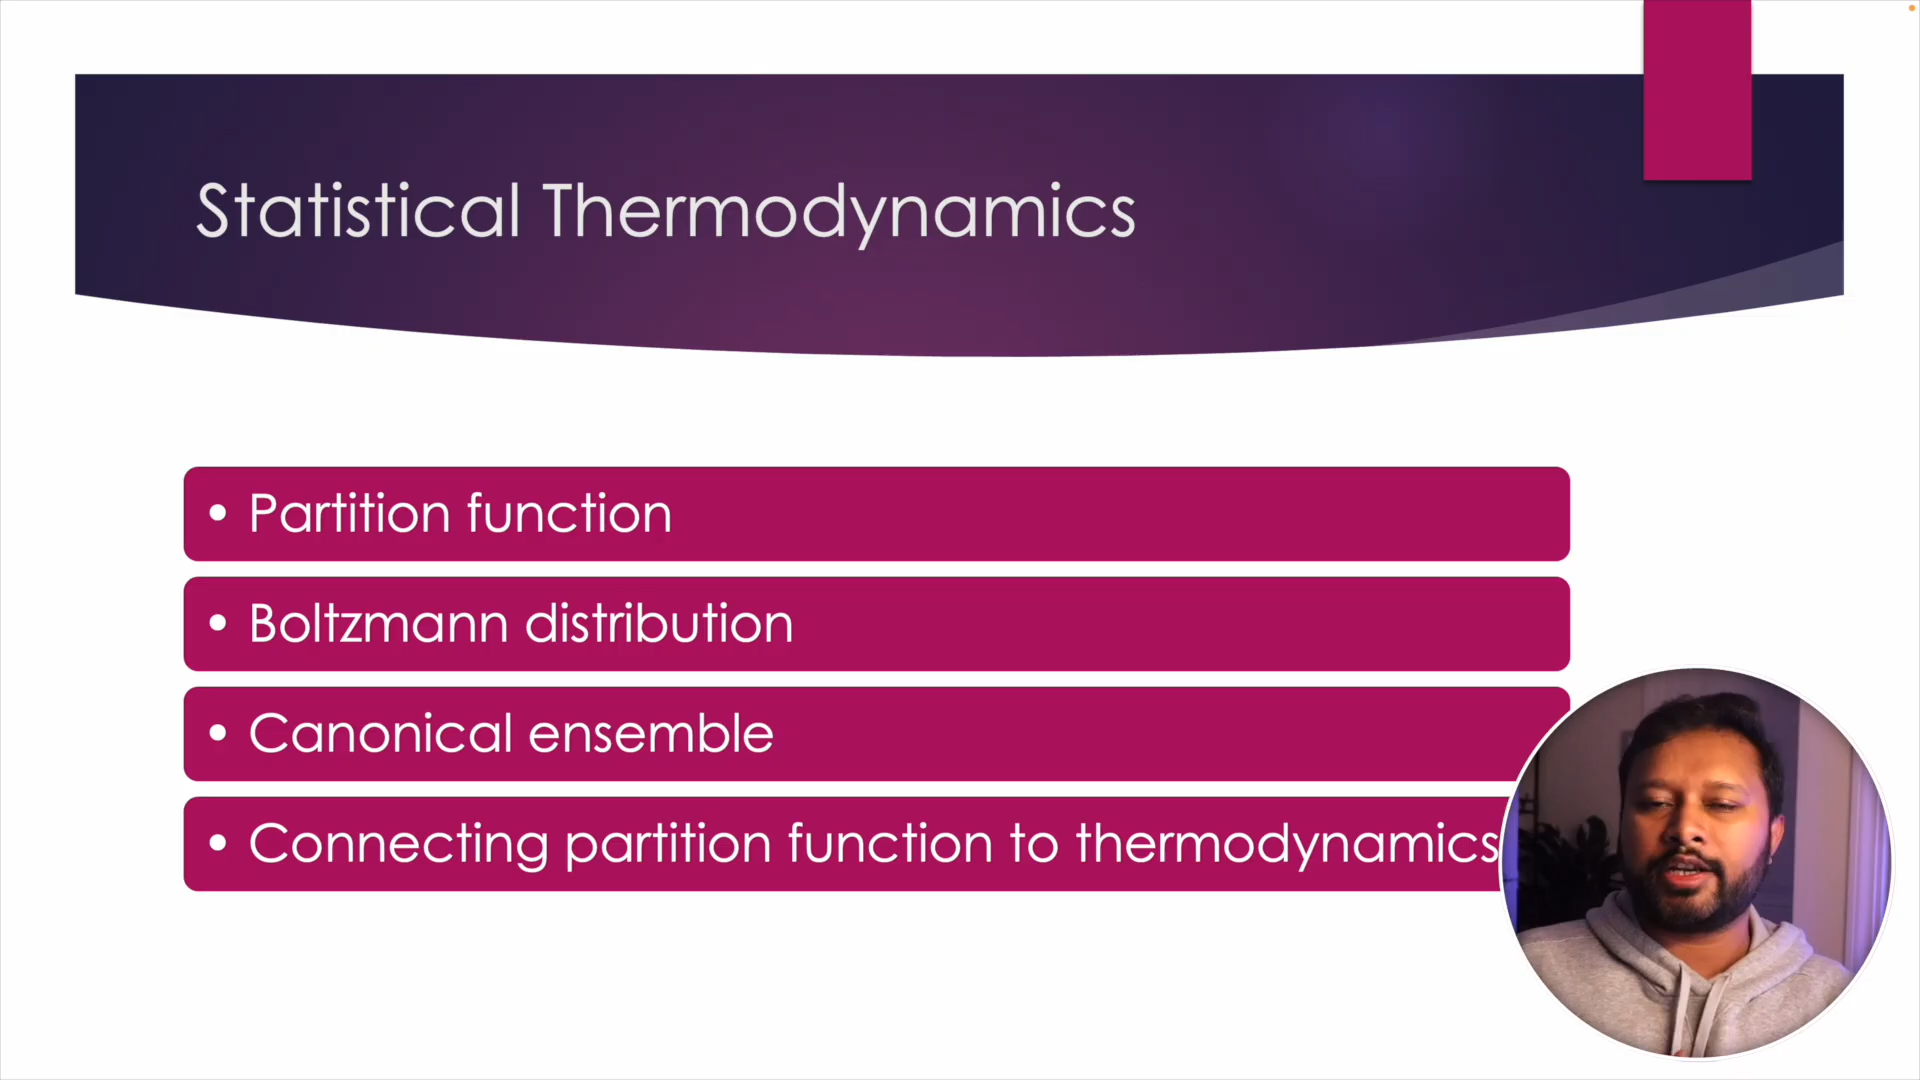 Statistical Thermodynamics
• Partition function
• Boltzmann distribution
• Canonical ensemble
• Connecting partition function to thermodynamics